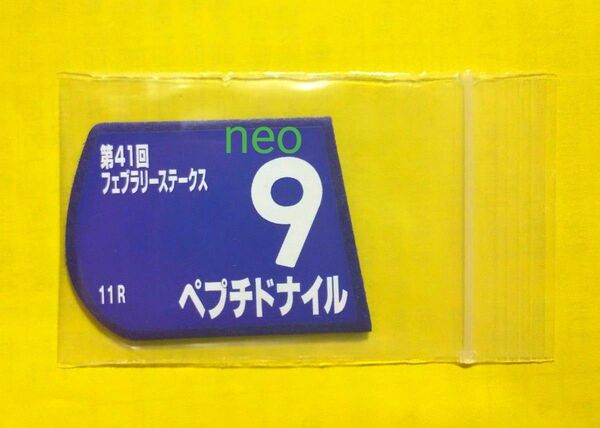 neo
第41回
フェブラリーステークス
9
11R
ペプチドナイル